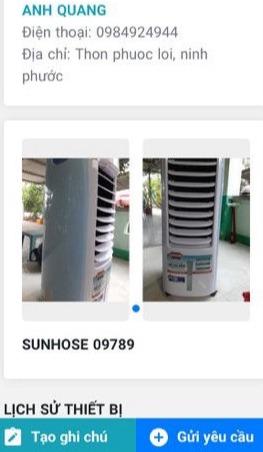 ANH QUANG
Điện thoại: 0984924944
Địa chỉ: Thon phuoc loi, ninh
phước
SUNHOSE 09789
LỊCH SỬ THIẾT BỊ
Tạo ghi chú
Gửi yêu cầu